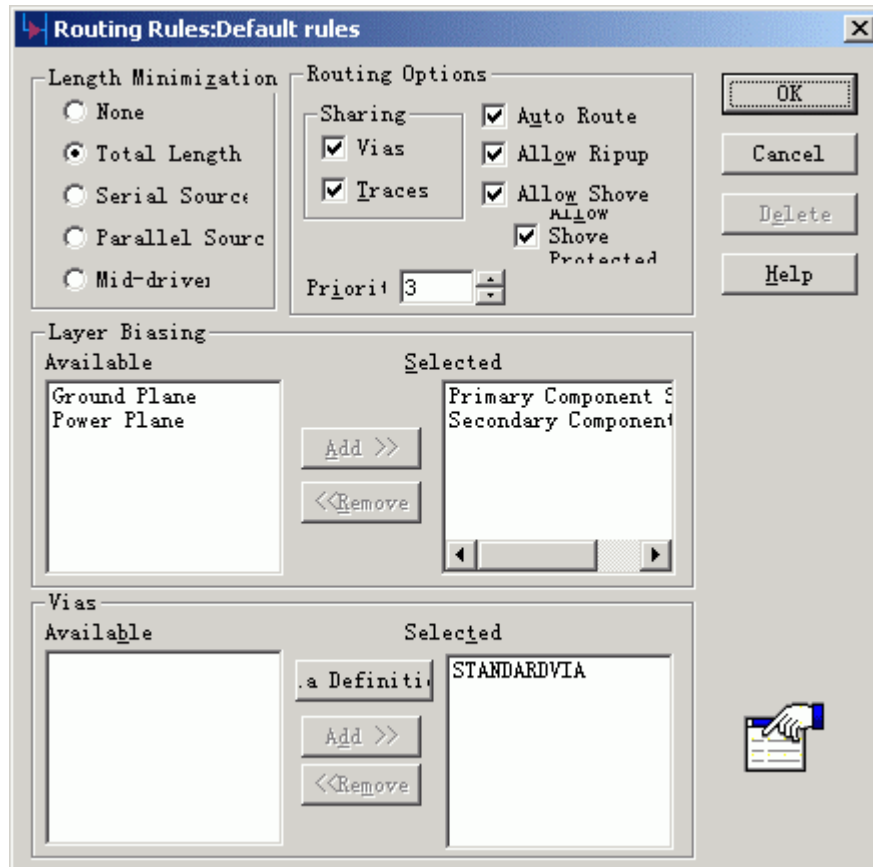 Routing Rules:Default rules
Length Minimization
None
Total Length
Serial Source
Parallel Sourc
Mid-driver
Routing Options
Sharing
Vias
Traces
Auto Route
Allow Ripup
Allow Shove
Allow
Shove
Protected
Priorit
3
OK
Cancel
Delete
Help
Layer Biasing
Available
Ground Plane
Power Plane
Add >>
<<Remove
Selected
Primary Component S
Secondary Component
Vias
Available
.a Definiti
Add >>
<<Remove
Selected
STANDARDVIA